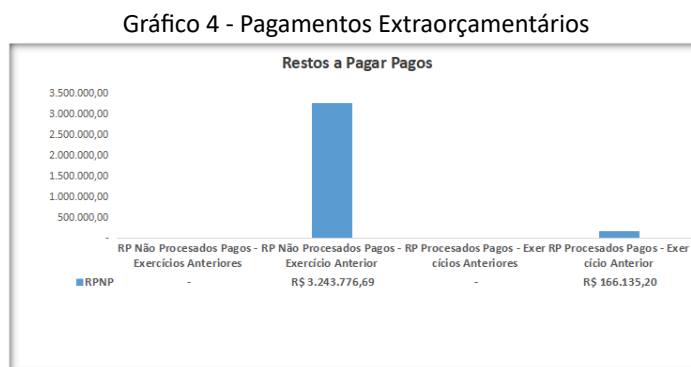 Gráfico 4 - Pagamentos Extraorçamentários
Restos a Pagar Pagos
3.500.000,00
3.000.000,00
2.500.000,00
2.000.000,00
1.500.000,00
1.000.000,00
500.000,00
-
RP Não Procesados Pagos - RP Não Procesados Pagos - RP Procesados Pagos - Exer RP Procesados Pagos - Exer
Exercícios Anteriores Exercício Anterior cícios Anteriores cício Anterior
RPNP - R$ 3.243.776,69 - R$ 166.135,20